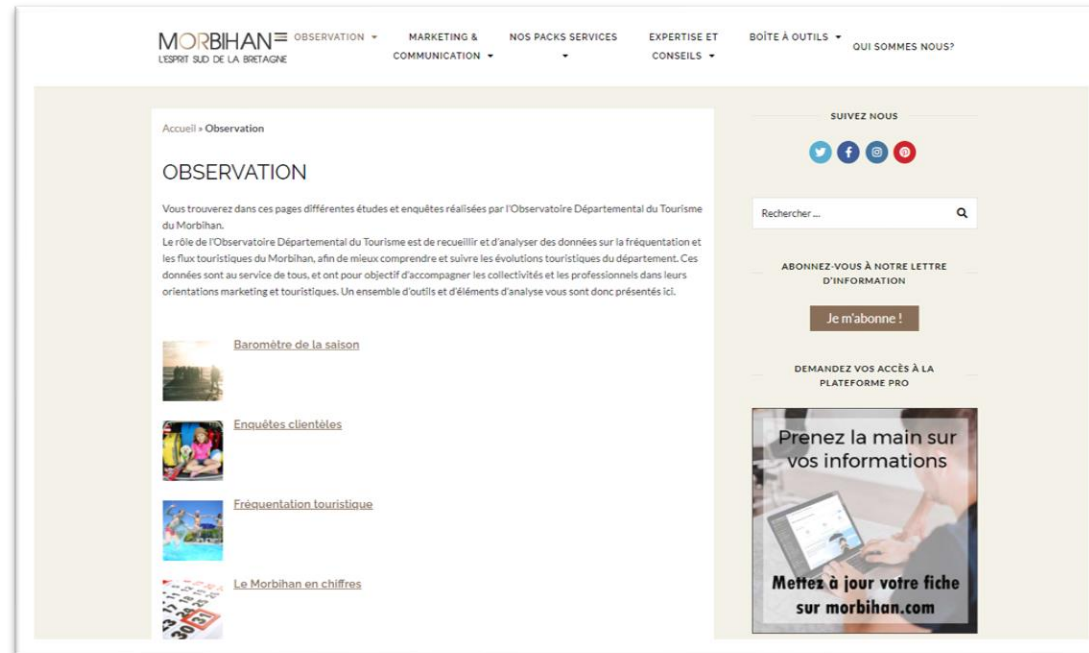 MORBIHAN
L'ESPRIT SUD DE LA BRETAGNE
OBSERVATION
MARKETING &
COMMUNICATION
NOS PACKS SERVICES
EXPERTISE ET
CONSEILS
BOÎTE À OUTILS
QUI SOMMES NOUS?
Accueil » Observation
OBSERVATION
Vous trouverez dans ces pages différentes études et enquêtes réalisées par l'Observatoire Départemental du Tourisme
du Morbihan.
Le rôle de l'Observatoire Départemental du Tourisme est de recueillir et d'analyser des données sur la fréquentation et
les flux touristiques du Morbihan, afin de mieux comprendre et suivre les évolutions touristiques du département. Ces
données sont au service de tous, et ont pour objectif d'accompagner les collectivités et les professionnels dans leurs
orientations marketing et touristiques. Un ensemble d'outils et d'éléments d'analyse vous sont donc présentés ici.
Baromètre de la saison
Enquêtes clientèles
Fréquentation touristique
Le Morbihan en chiffres
SUIVEZ NOUS
Rechercher ...
ABONNEZ-VOUS À NOTRE LETTRE
D'INFORMATION
Je m'abonne !
DEMANDEZ VOS ACCÈS À LA
PLATEFORME PRO
Prenez la main sur
vos informations
Mettez à jour votre fiche
sur morbihan.com